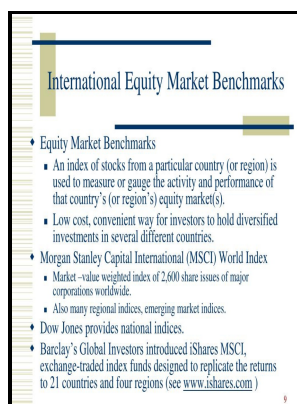 International Equity Market Benchmarks
Equity Market Benchmarks
An index of stocks from a particular country (or region) is
used to measure or gauge the activity and performance of
that country's (or region's) equity market(s).
Low cost, convenient way for investors to hold diversified
investments in several different countries.
Morgan Stanley Capital International (MSCI) World Index
Market –value weighted index of 2,600 share issues of major
corporations worldwide.
Also many regional indices, emerging market indices.
Dow Jones provides national indices.
Barclay's Global Investors introduced iShares MSCI,
exchange-traded index funds designed to replicate the returns
to 21 countries and four regions (see www.ishares.com )
9